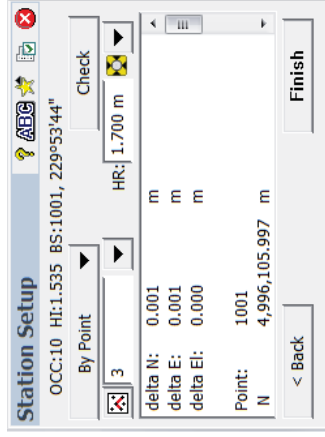 Station Setup ? ABC
OCC:10 HI:1.535 BS:1001, 229°53'44"
By Point Check
3 HR: 1.700 m
delta N: 0.001 m
delta E: 0.001 m
delta El: 0.000 m
Point: 1001
N 4,996,105.997 m
< Back Finish